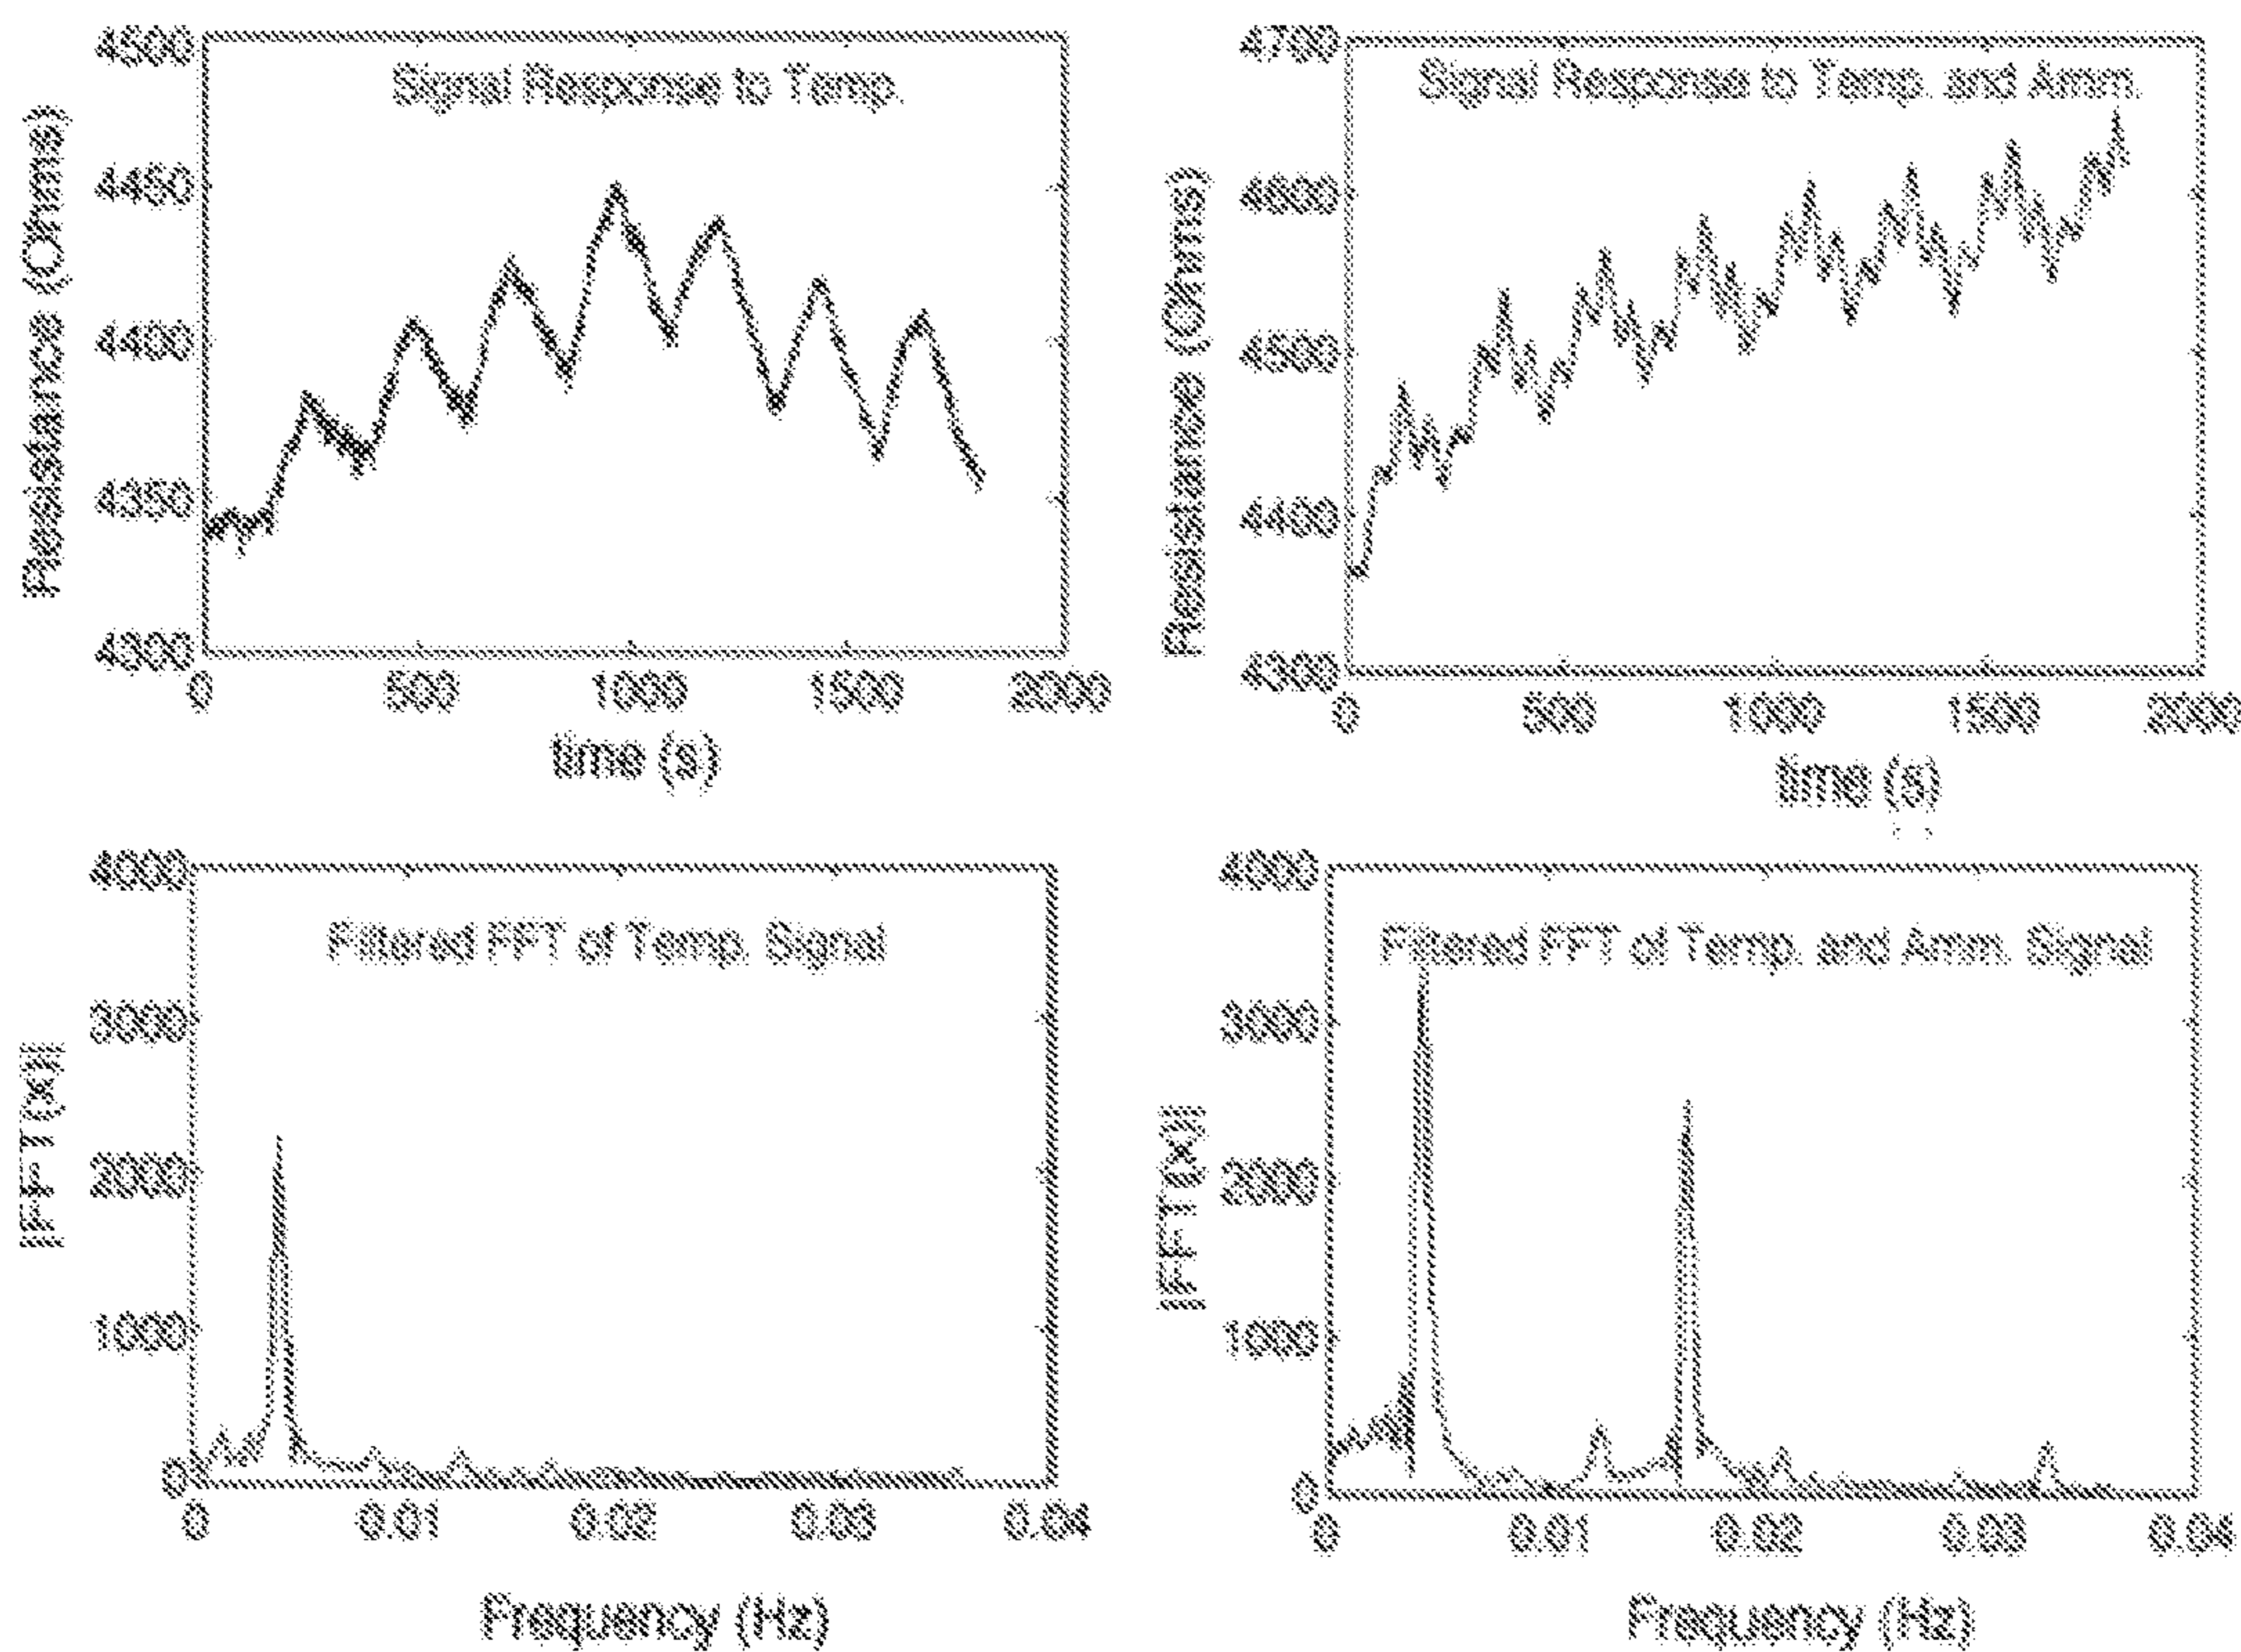 4500
Signal Response to Temp.
4450
4400
4350
4300
Resistance (Ohms)
0 500 1000 1500 2000
time (s)
4700
Signal Response to Temp. and Amm.
4600
4500
4400
4300
Resistance (Ohms)
0 500 1000 1500 2000
time (s)
4000
Filtered FFT of Temp. Signal
3000
2000
1000
0
|FFT(x)|
0 0.01 0.02 0.03 0.04
Frequency (Hz)
4000
Filtered FFT of Temp. and Amm. Signal
3000
2000
1000
0
|FFT(x)|
0 0.01 0.02 0.03 0.04
Frequency (Hz)